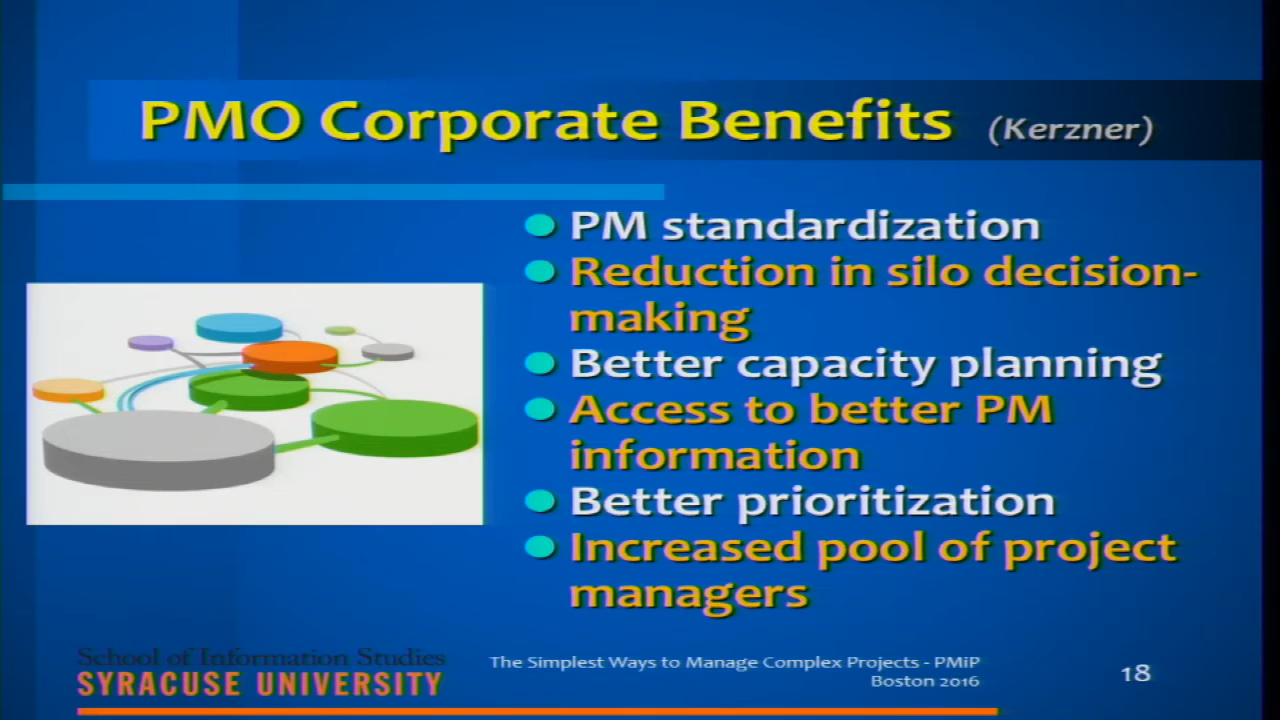 PMO Corporate Benefits (Kerzner)
PM standardization
Reduction in silo decision-
making
Better capacity planning
Access to better PM
information
Better prioritization
Increased pool of project
managers
School of Information Studies
SYRACUSE UNIVERSITY
The Simplest Ways to Manage Complex Projects - PMiP
Boston 2016
18